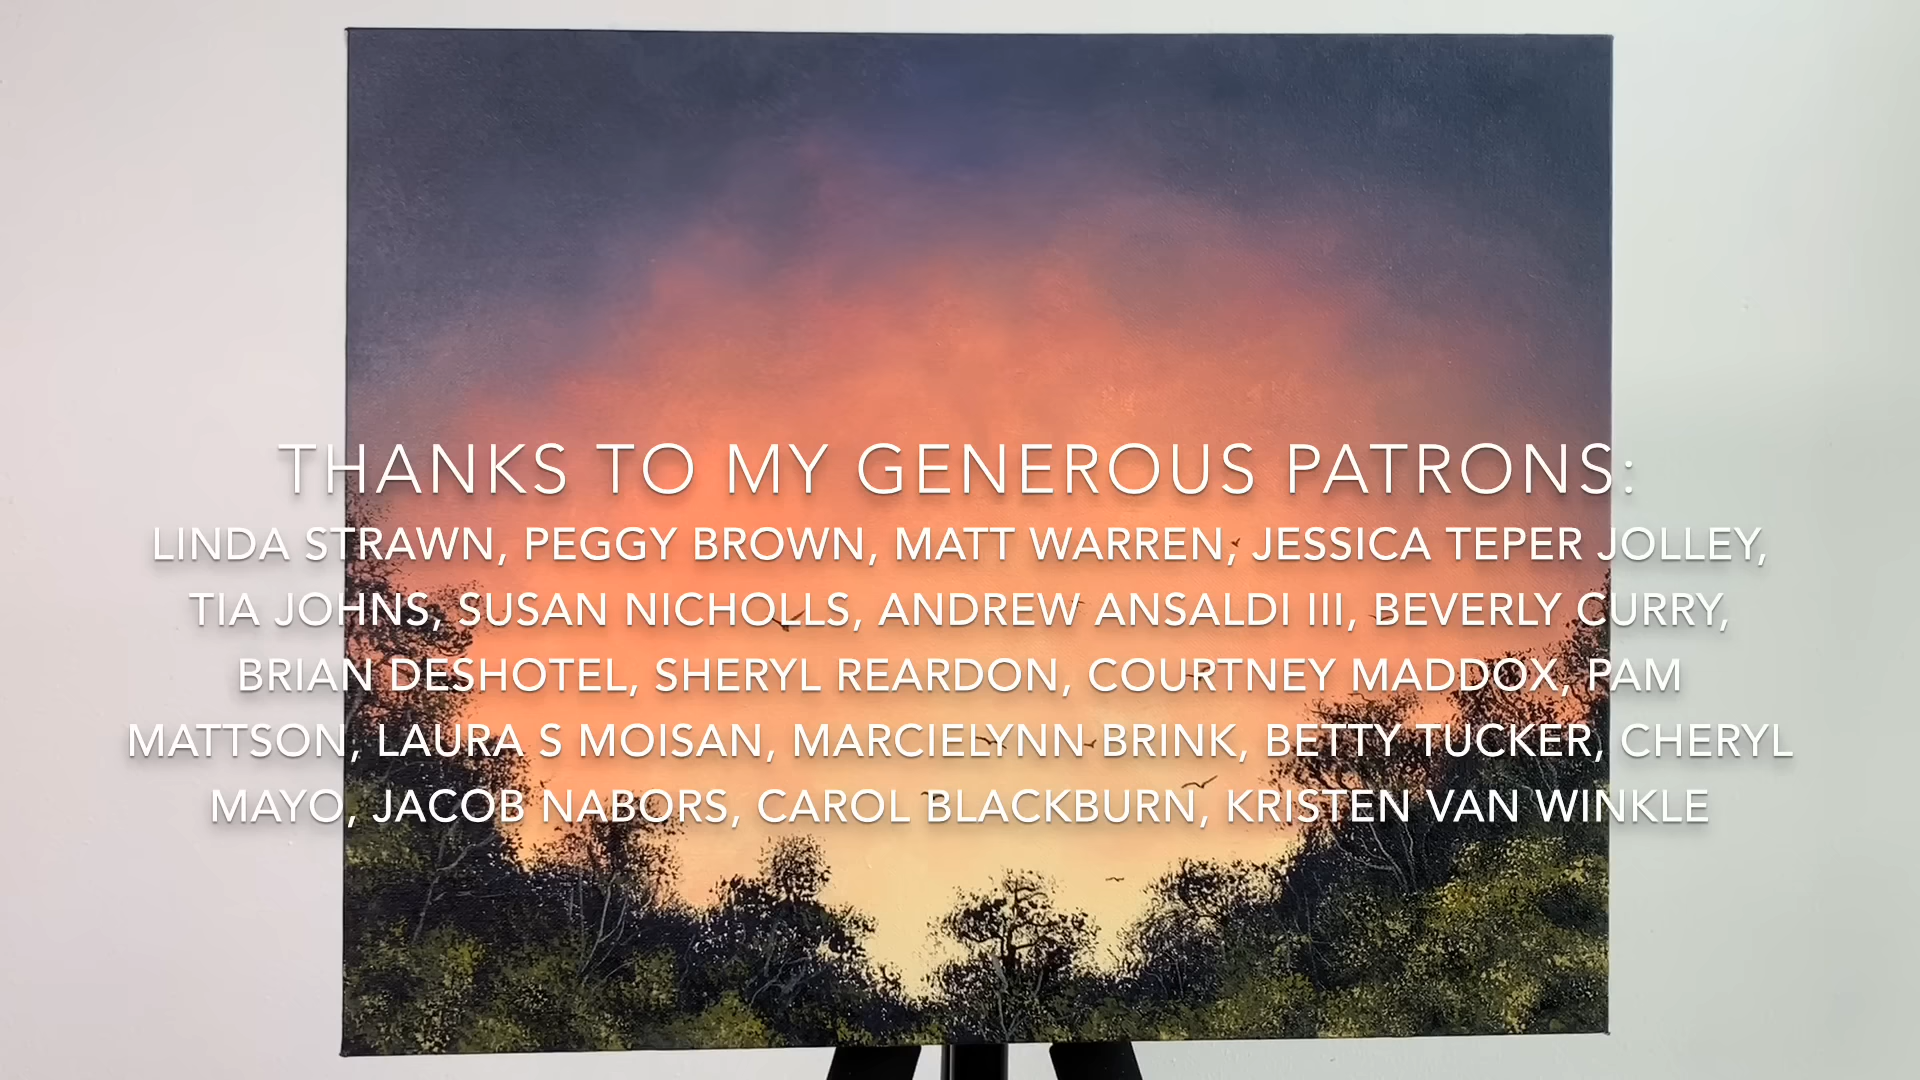 THANKS TO MY GENEROUS PATRONS:
LINDA STRAWN, PEGGY BROWN, MATT WARREN, JESSICA TEPER JOLLEY,
TIA JOHNS, SUSAN NICHOLLS, ANDREW ANSALDI III, BEVERLY CURRY,
BRIAN DESHOTEL, SHERYL REARDON, COURTNEY MADDOX, PAM
MATTSON, LAURA S MOISAN, MARCIELYNN BRINK, BETTY TUCKER, CHERYL
MAYO, JACOB NABORS, CAROL BLACKBURN, KRISTEN VAN WINKLE